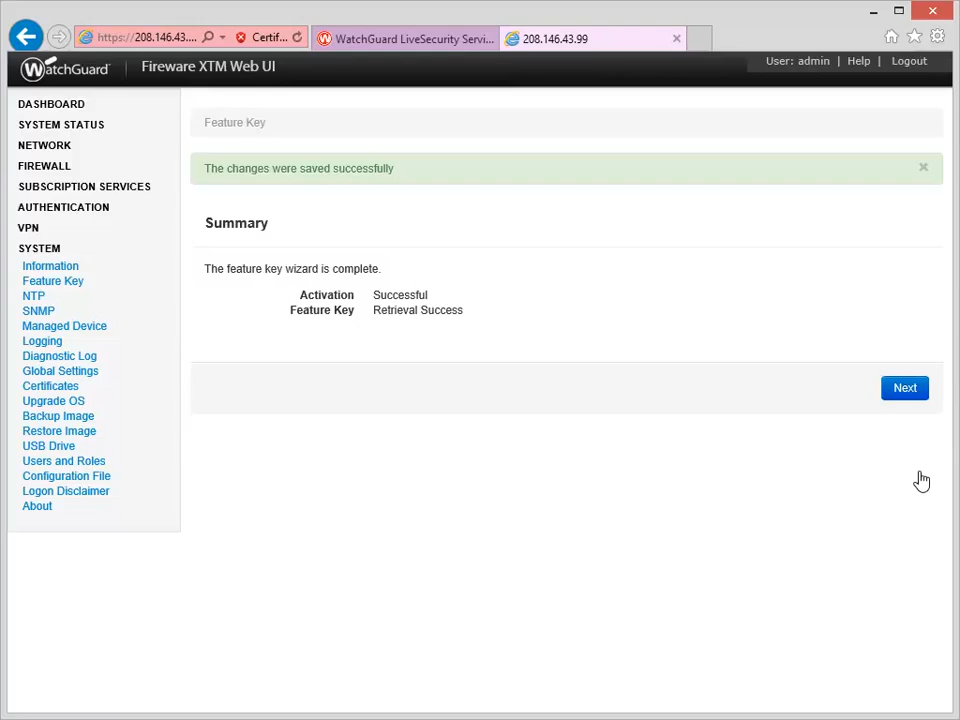 https://208.146.43....
Certif...
WatchGuard LiveSecurity Servi...
208.146.43.99
WatchGuard
Fireware XTM Web UI
User: admin | Help | Logout
DASHBOARD
SYSTEM STATUS
NETWORK
FIREWALL
SUBSCRIPTION SERVICES
AUTHENTICATION
VPN
SYSTEM
Information
Feature Key
NTP
SNMP
Managed Device
Logging
Diagnostic Log
Global Settings
Certificates
Upgrade OS
Backup Image
Restore Image
USB Drive
Users and Roles
Configuration File
Logon Disclaimer
About
Feature Key
The changes were saved successfully
Summary
The feature key wizard is complete.
Activation Successful
Feature Key Retrieval Success
Next